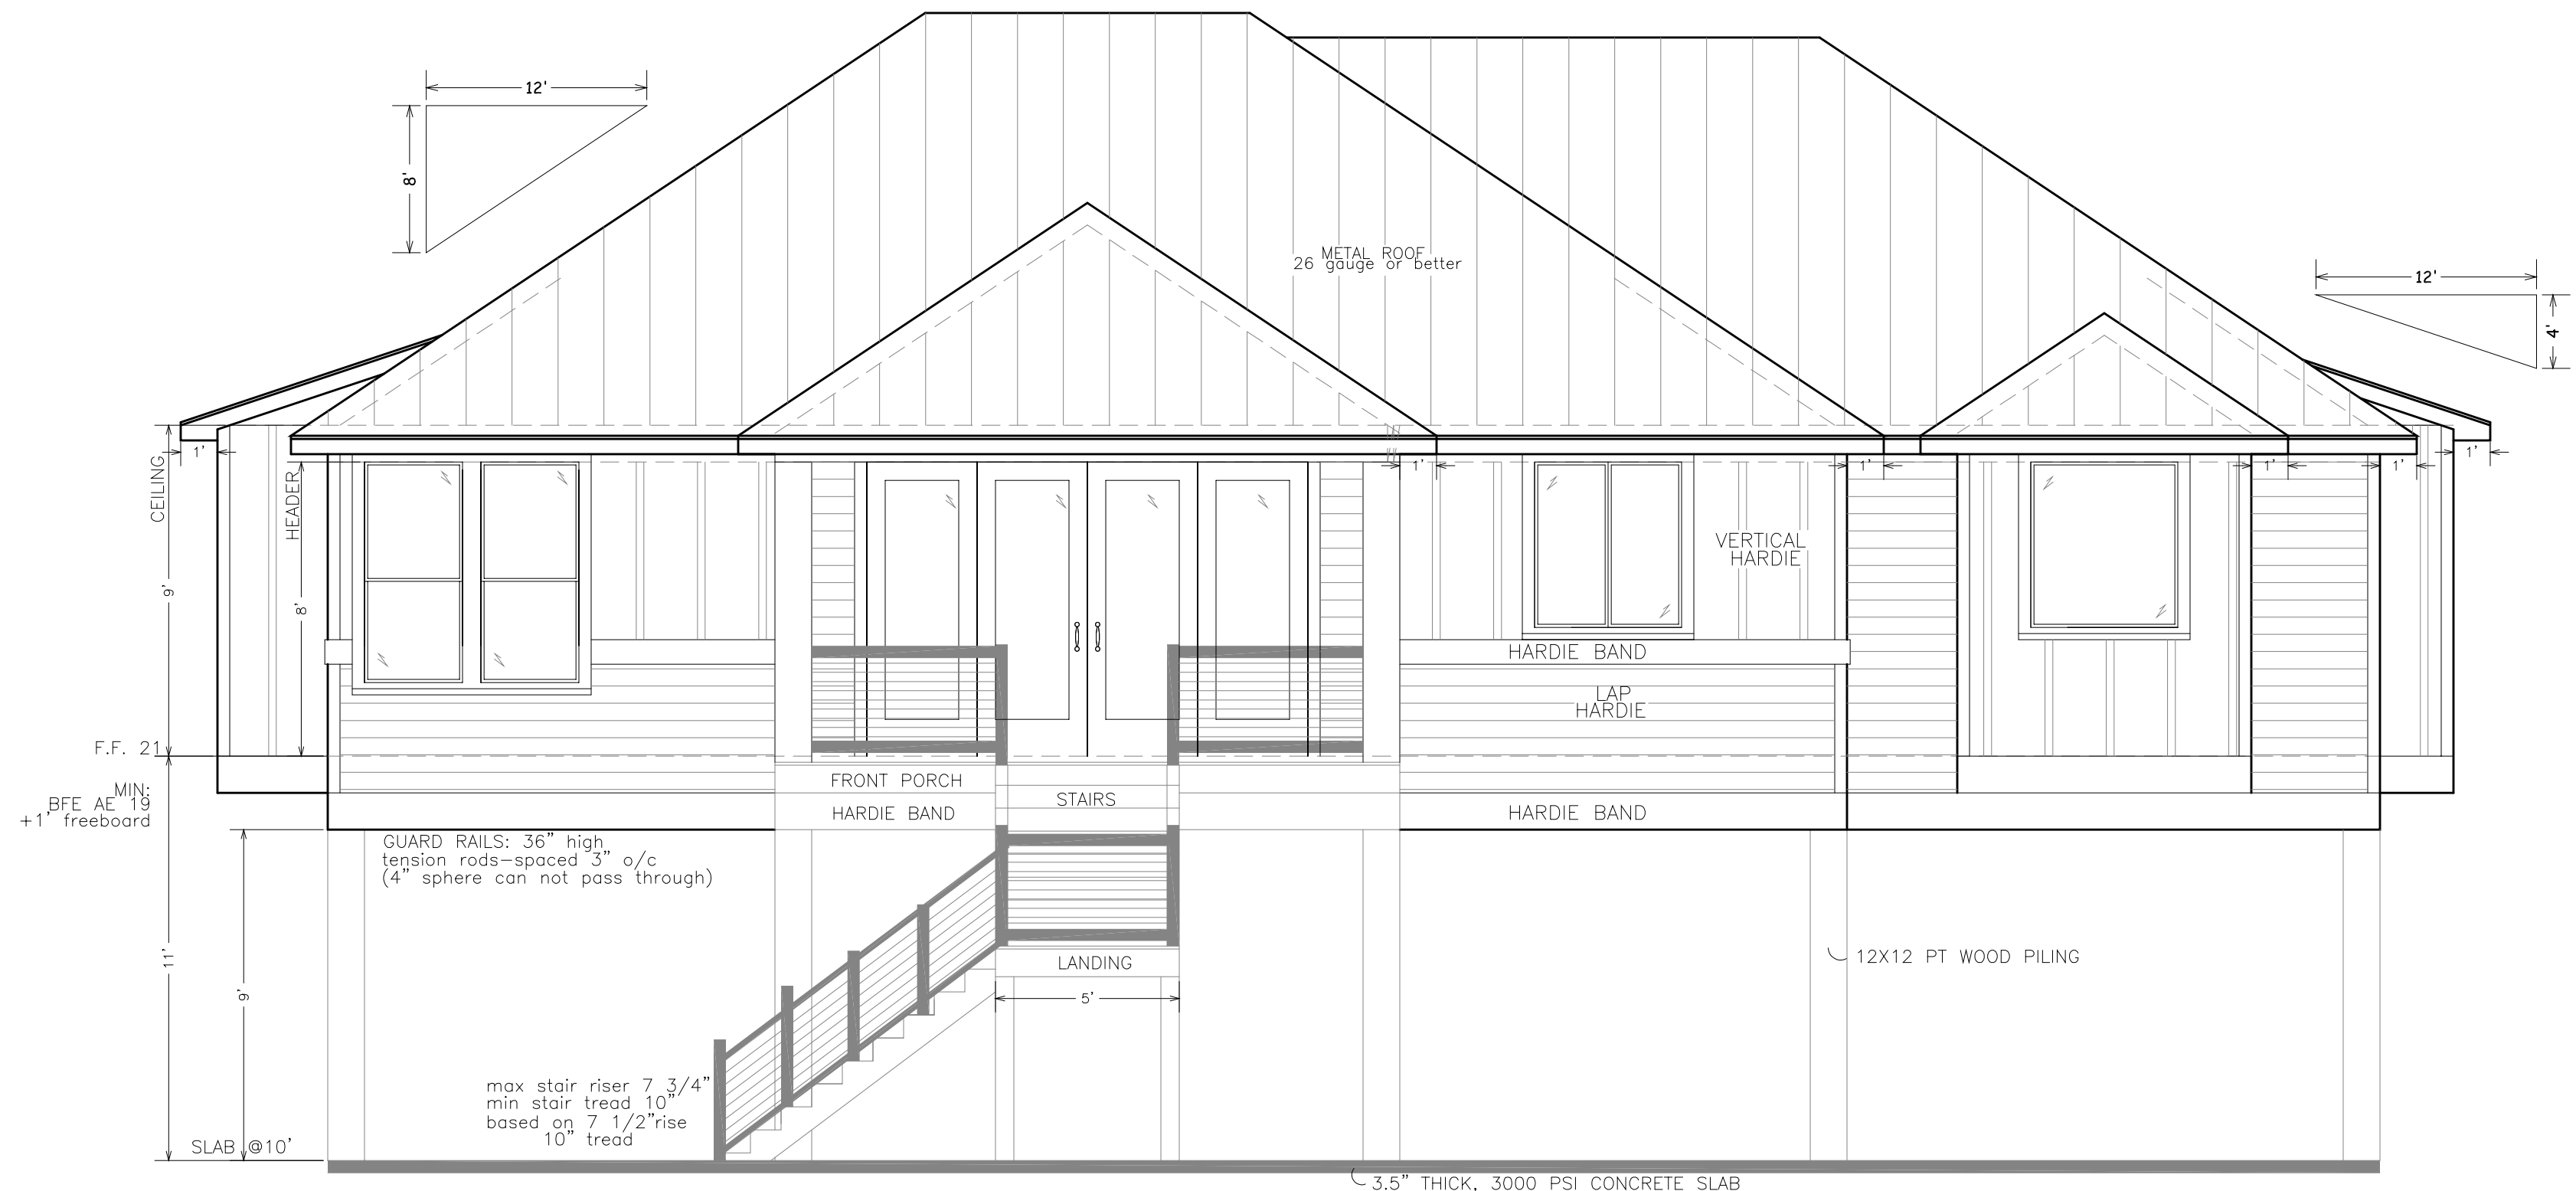 12'
8'
METAL ROOF
26 gauge or better
12'
4'
1'
1'
1'
1'
1'
1'
CEILING
HEADER
9'
8'
VERTICAL
HARDIE
HARDIE BAND
LAP
HARDIE
F.F. 21
MIN:
BFE AE 19
+1' freeboard
FRONT PORCH
STAIRS
HARDIE BAND
HARDIE BAND
GUARD RAILS: 36" high
tension rods-spaced 3" o/c
(4" sphere can not pass through)
11'
9'
LANDING
5'
12X12 PT WOOD PILING
max stair riser 7 3/4"
min stair tread 10"
based on 7 1/2"rise
10" tread
SLAB @10'
3.5" THICK, 3000 PSI CONCRETE SLAB